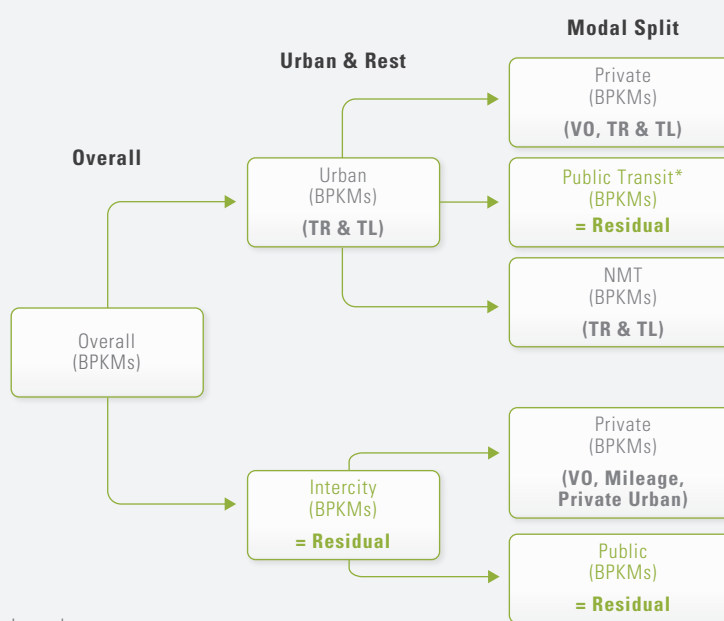 Modal Split
Urban & Rest
Overall
Private
(BPKMs)
(VO, TR & TL)
Urban
(BPKMs)
(TR & TL)
Public Transit*
(BPKMs)
= Residual
NMT
(BPKMs)
(TR & TL)
Overall
(BPKMs)
Private
(BPKMs)
(VO, Mileage,
Private Urban)
Intercity
(BPKMs)
= Residual
Public
(BPKMs)
= Residual